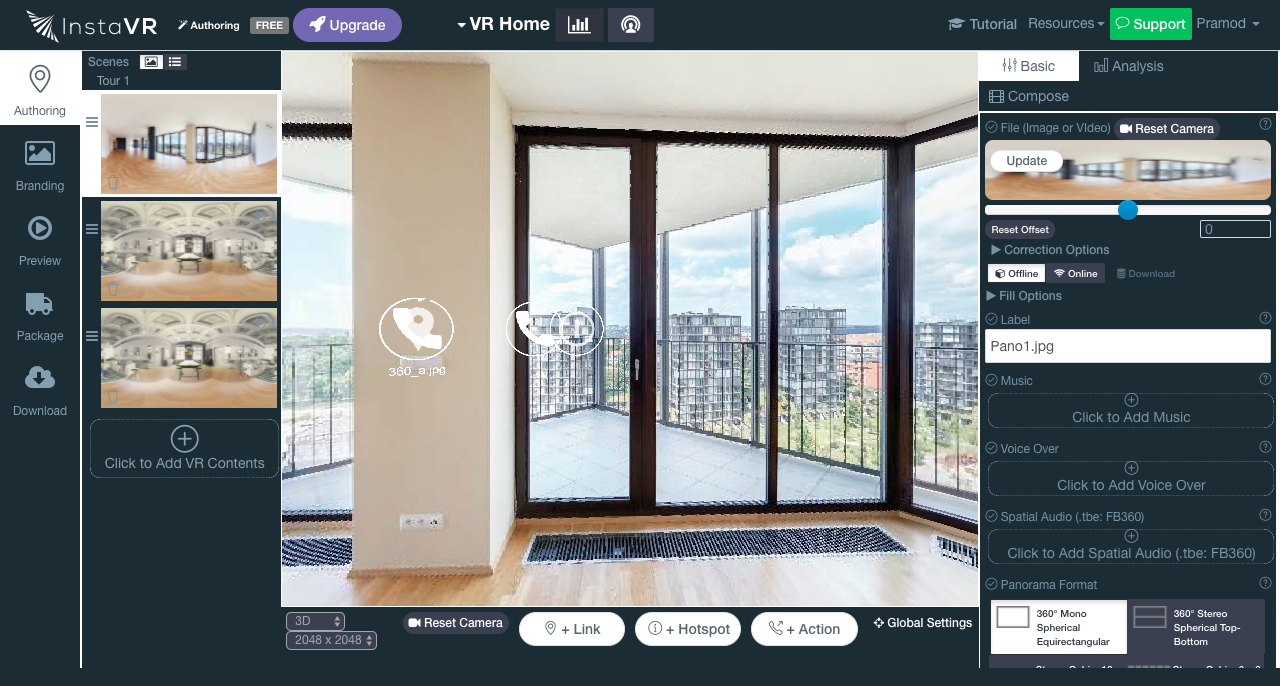 InstaVR
Authoring
FREE
Upgrade
VR Home
Tutorial
Resources
Support
Pramod
Authoring
Branding
Preview
Package
Download
Scenes
Tour 1
Click to Add VR Contents
360_a.jpg
3D
2048 x 2048
Reset Camera
+ Link
+ Hotspot
+ Action
Global Settings
Basic
Analysis
Compose
File (Image or VIdeo)
Reset Camera
Update
Reset Offset
0
Correction Options
Offline
Online
Download
Fill Options
Label
Pano1.jpg
Music
Click to Add Music
Voice Over
Click to Add Voice Over
Spatial Audio (.tbe: FB360)
Click to Add Spatial Audio (.tbe: FB360)
Panorama Format
360° Mono
Spherical
Equirectangular
360° Stereo
Spherical Top-
Bottom